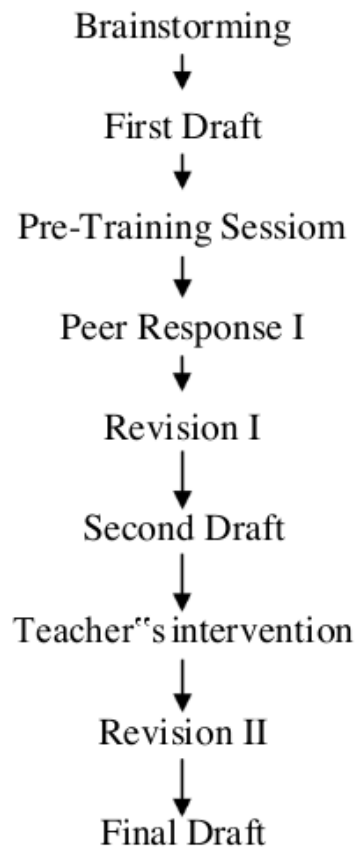 Brainstorming
First Draft
Pre-Training Sessiom
Peer Response I
Revision I
Second Draft
Teacher‟s intervention
Revision II
Final Draft